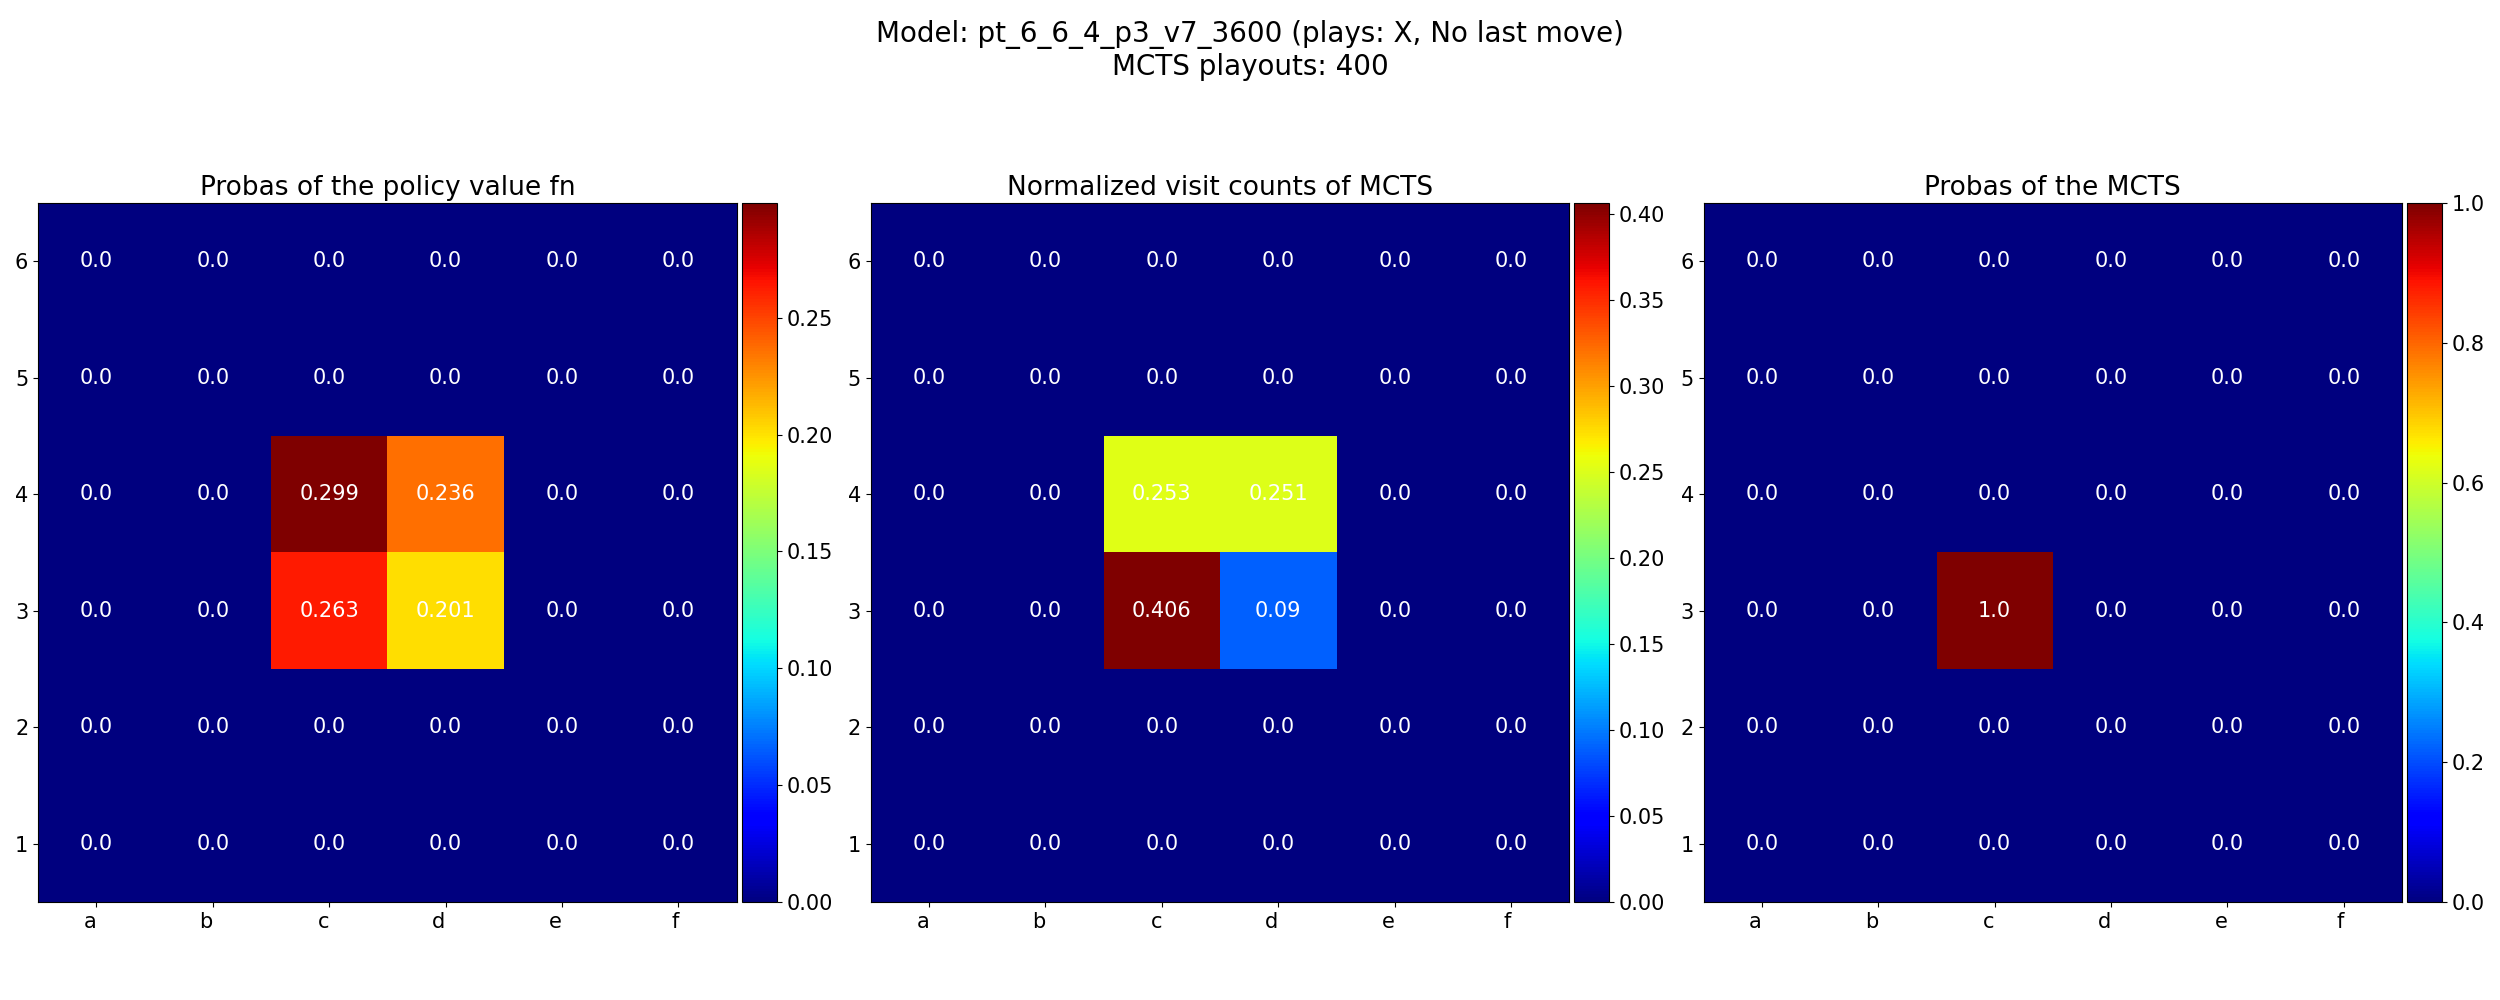 Model: pt_6_6_4_p3_v7_3600 (plays: X, No last move)
MCTS playouts: 400
Probas of the policy value fn
6 0.0 0.0 0.0 0.0 0.0 0.0
5 0.0 0.0 0.0 0.0 0.0 0.0
4 0.0 0.0 0.299 0.236 0.0 0.0
3 0.0 0.0 0.263 0.201 0.0 0.0
2 0.0 0.0 0.0 0.0 0.0 0.0
1 0.0 0.0 0.0 0.0 0.0 0.0
a b c d e f
0.25
0.20
0.15
0.10
0.05
0.00
Normalized visit counts of MCTS
6 0.0 0.0 0.0 0.0 0.0 0.0
5 0.0 0.0 0.0 0.0 0.0 0.0
4 0.0 0.0 0.253 0.251 0.0 0.0
3 0.0 0.0 0.406 0.09 0.0 0.0
2 0.0 0.0 0.0 0.0 0.0 0.0
1 0.0 0.0 0.0 0.0 0.0 0.0
a b c d e f
0.40
0.35
0.30
0.25
0.20
0.15
0.10
0.05
0.00
Probas of the MCTS
6 0.0 0.0 0.0 0.0 0.0 0.0
5 0.0 0.0 0.0 0.0 0.0 0.0
4 0.0 0.0 0.0 0.0 0.0 0.0
3 0.0 0.0 1.0 0.0 0.0 0.0
2 0.0 0.0 0.0 0.0 0.0 0.0
1 0.0 0.0 0.0 0.0 0.0 0.0
a b c d e f
1.0
0.8
0.6
0.4
0.2
0.0